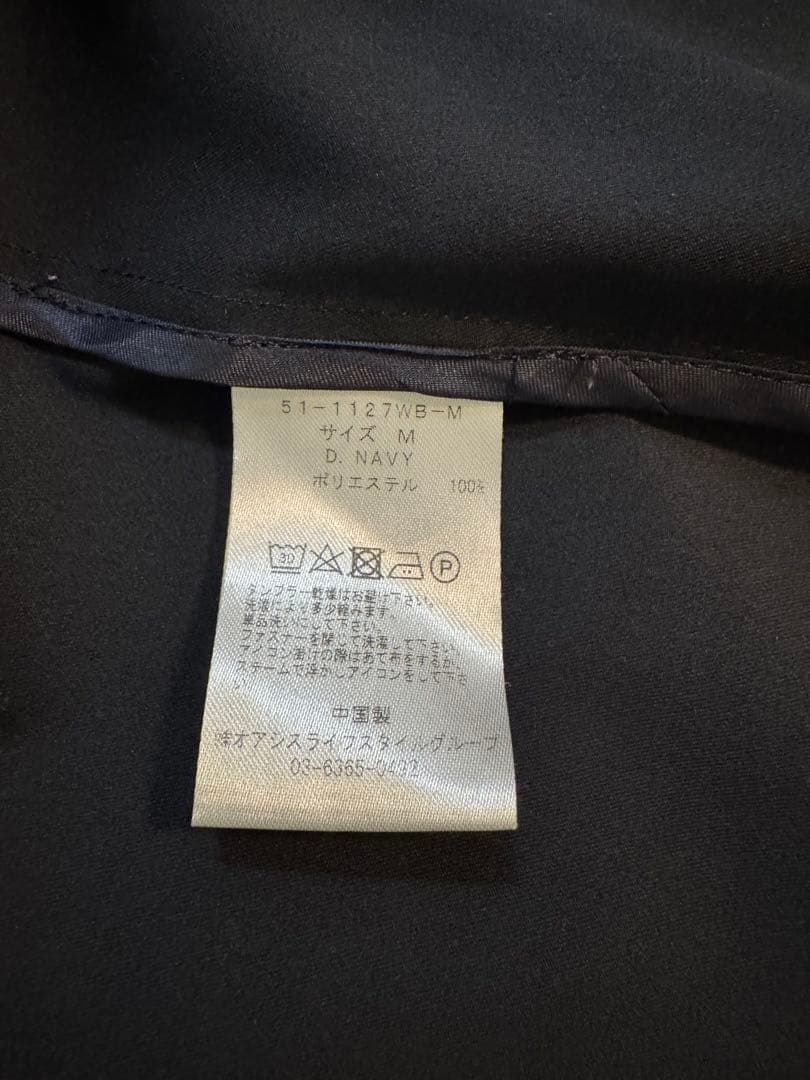 51-1127WB-M
サイズ M
D. NAVY
ポリエステル 100%
30
P
タンブラー乾燥はお避け下さい。
洗濯により多少縮みます。
単品洗いにして下さい。
ファスナーを閉じて洗濯して下さい。
アイロン掛けの際はあて布をするか、
スチームで浮かしアイロンをして下さ
い
中国製
㈱オアシスライフスタイルグループ
03-6365-0432